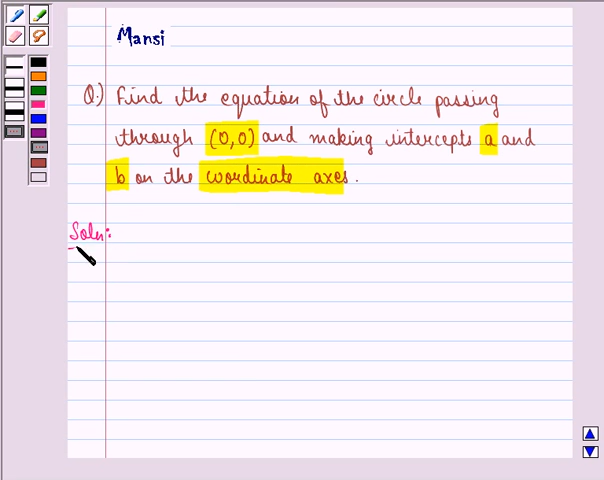 Mansi
Q.) Find the equation of the circle passing
through (0,0) and making intercepts a and
b on the coordinate axes.
Soln: